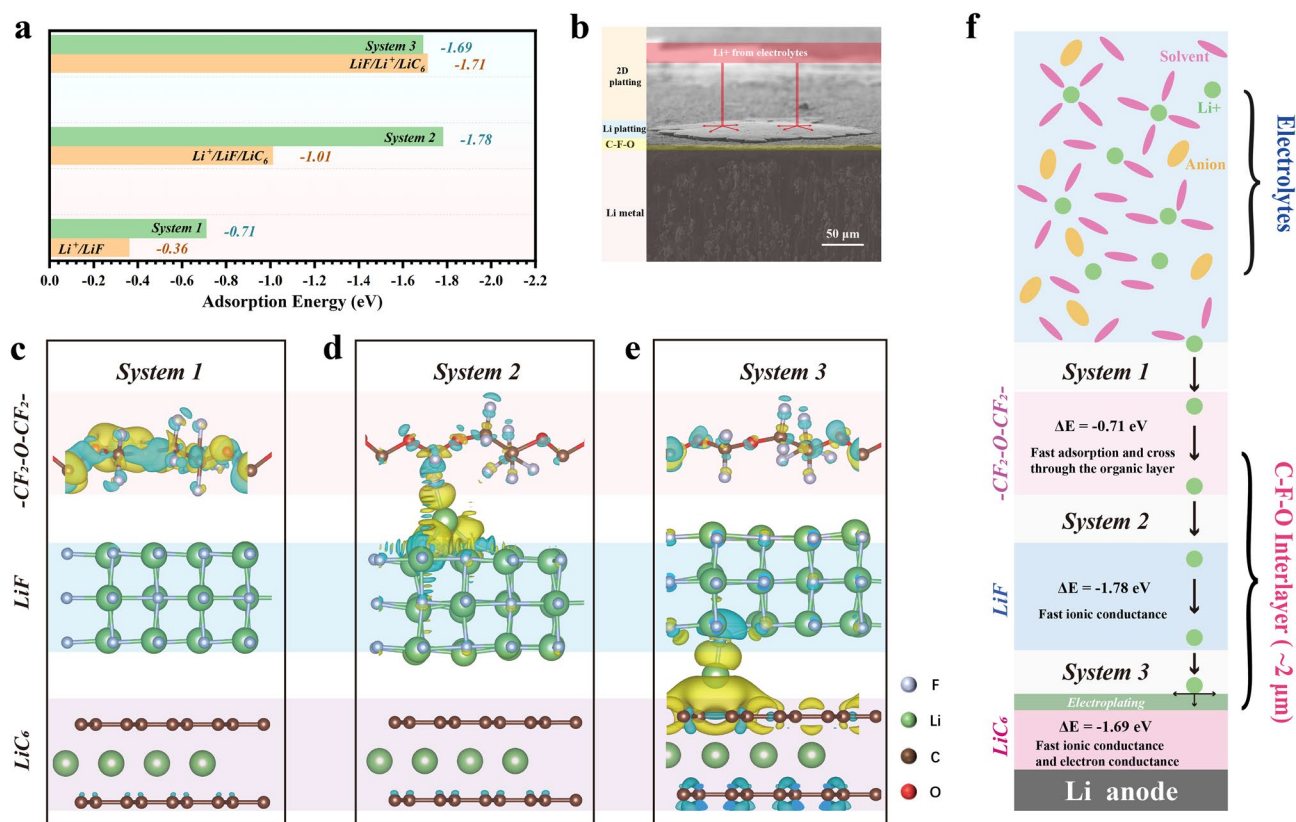 a
System 3
-1.69
LiF/Li⁺/LiC₆
-1.71
System 2
-1.78
Li⁺/LiF/LiC₆
-1.01
System 1
-0.71
Li⁺/LiF
-0.36
0.0 -0.2 -0.4 -0.6 -0.8 -1.0 -1.2 -1.4 -1.6 -1.8 -2.0 -2.2
Adsorption Energy (eV)
b
Li+ from electrolytes
2D
platting
Li platting
C-F-O
Li metal
50 μm
c
System 1
d
System 2
e
System 3
-CF₂-O-CF₂-
LiF
LiC₆
F
Li
C
O
f
Solvent
Li+
Anion
Electrolytes
System 1
-CF₂-O-CF₂-
ΔE = -0.71 eV
Fast adsorption and cross
through the organic layer
System 2
LiF
ΔE = -1.78 eV
Fast ionic conductance
System 3
Electroplating
LiC₆
ΔE = -1.69 eV
Fast ionic conductance
and electron conductance
Li anode
C-F-O Interlayer ( ~2 μm)